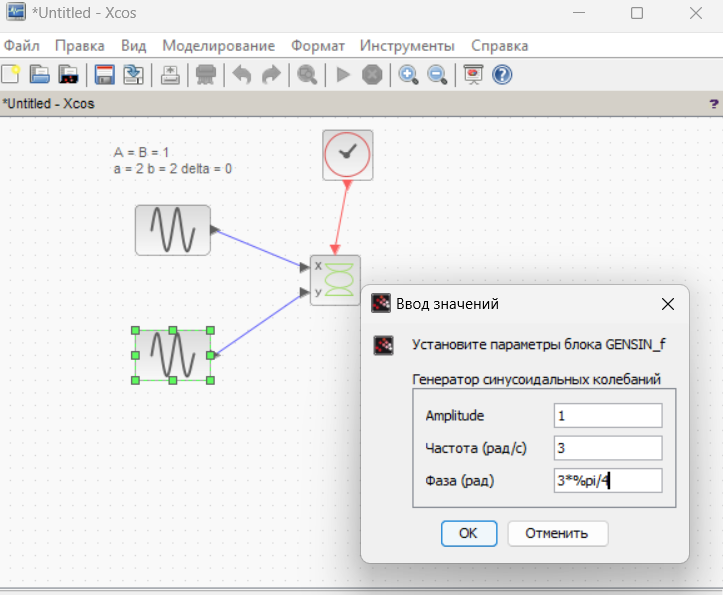 *Untitled - Xcos
Файл Правка Вид Моделирование Формат Инструменты Справка
*Untitled - Xcos ?
A = B = 1
a = 2 b = 2 delta = 0
X
y
Ввод значений
Установите параметры блока GENSIN_f
Генератор синусоидальных колебаний
Amplitude 1
Частота (рад/с) 3
Фаза (рад) 3*%pi/4
OK Отменить